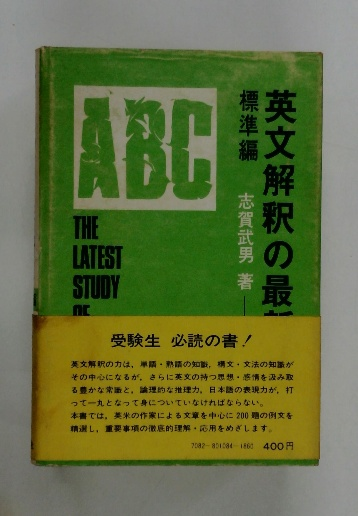 ABC
英文解釈の最新
標準編
志賀武男 著
THE
LATEST
STUDY
OF
受験生 必読の書!
英文解釈の力は,単語・熟語の知識,構文・文法の知識が
その中心になるが,さらに英文の持つ思想・感情を汲み取
る豊かな常識と,論理的な推理力,日本語の表現力が,打
って一丸となって身についていなければならない。
本書では,英米の作家による文章を中心に200題の例文を
精選し,重要事項の徹底的理解・応用をめざします。
7082-801084-1860 400円